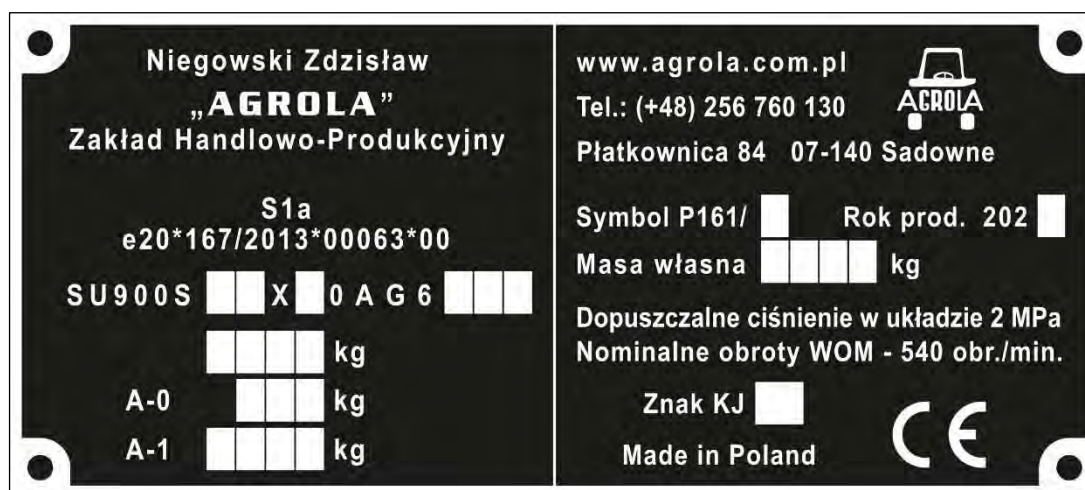 Niegowski Zdzisław
„AGROLA”
Zakład Handlowo-Produkcyjny
S1a
e20*167/2013*00063*00
SU900S X 0AG6
kg
A-0 kg
A-1 kg
www.agrola.com.pl
AGROLA
Tel.: (+48) 256 760 130
Płatkownica 84 07-140 Sadowne
Symbol P161/ Rok prod. 202
Masa własna kg
Dopuszczalne ciśnienie w układzie 2 MPa
Nominalne obroty WOM - 540 obr./min.
Znak KJ
CE
Made in Poland